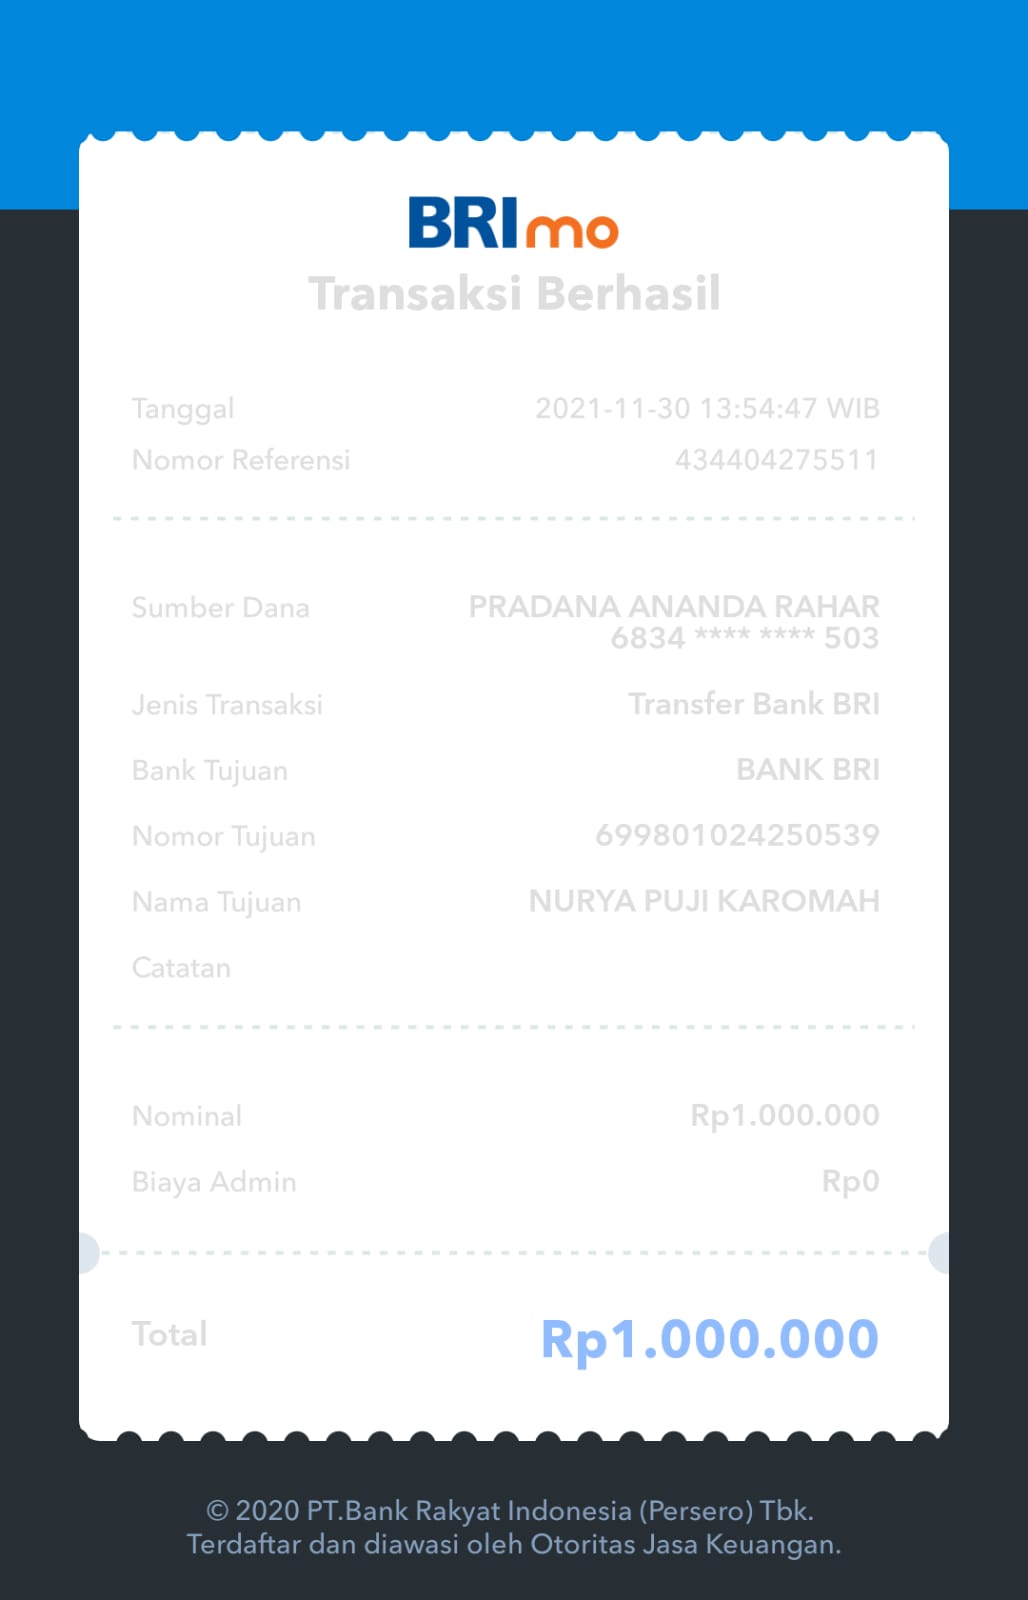 BRImo
Transaksi Berhasil
Tanggal 2021-11-30 13:54:47 WIB
Nomor Referensi 434404275511
Sumber Dana PRADANA ANANDA RAHAR
6834 **** **** 503
Jenis Transaksi Transfer Bank BRI
Bank Tujuan BANK BRI
Nomor Tujuan 699801024250539
Nama Tujuan NURYA PUJI KAROMAH
Catatan
Nominal Rp1.000.000
Biaya Admin Rp0
Total Rp1.000.000
© 2020 PT.Bank Rakyat Indonesia (Persero) Tbk.
Terdaftar dan diawasi oleh Otoritas Jasa Keuangan.